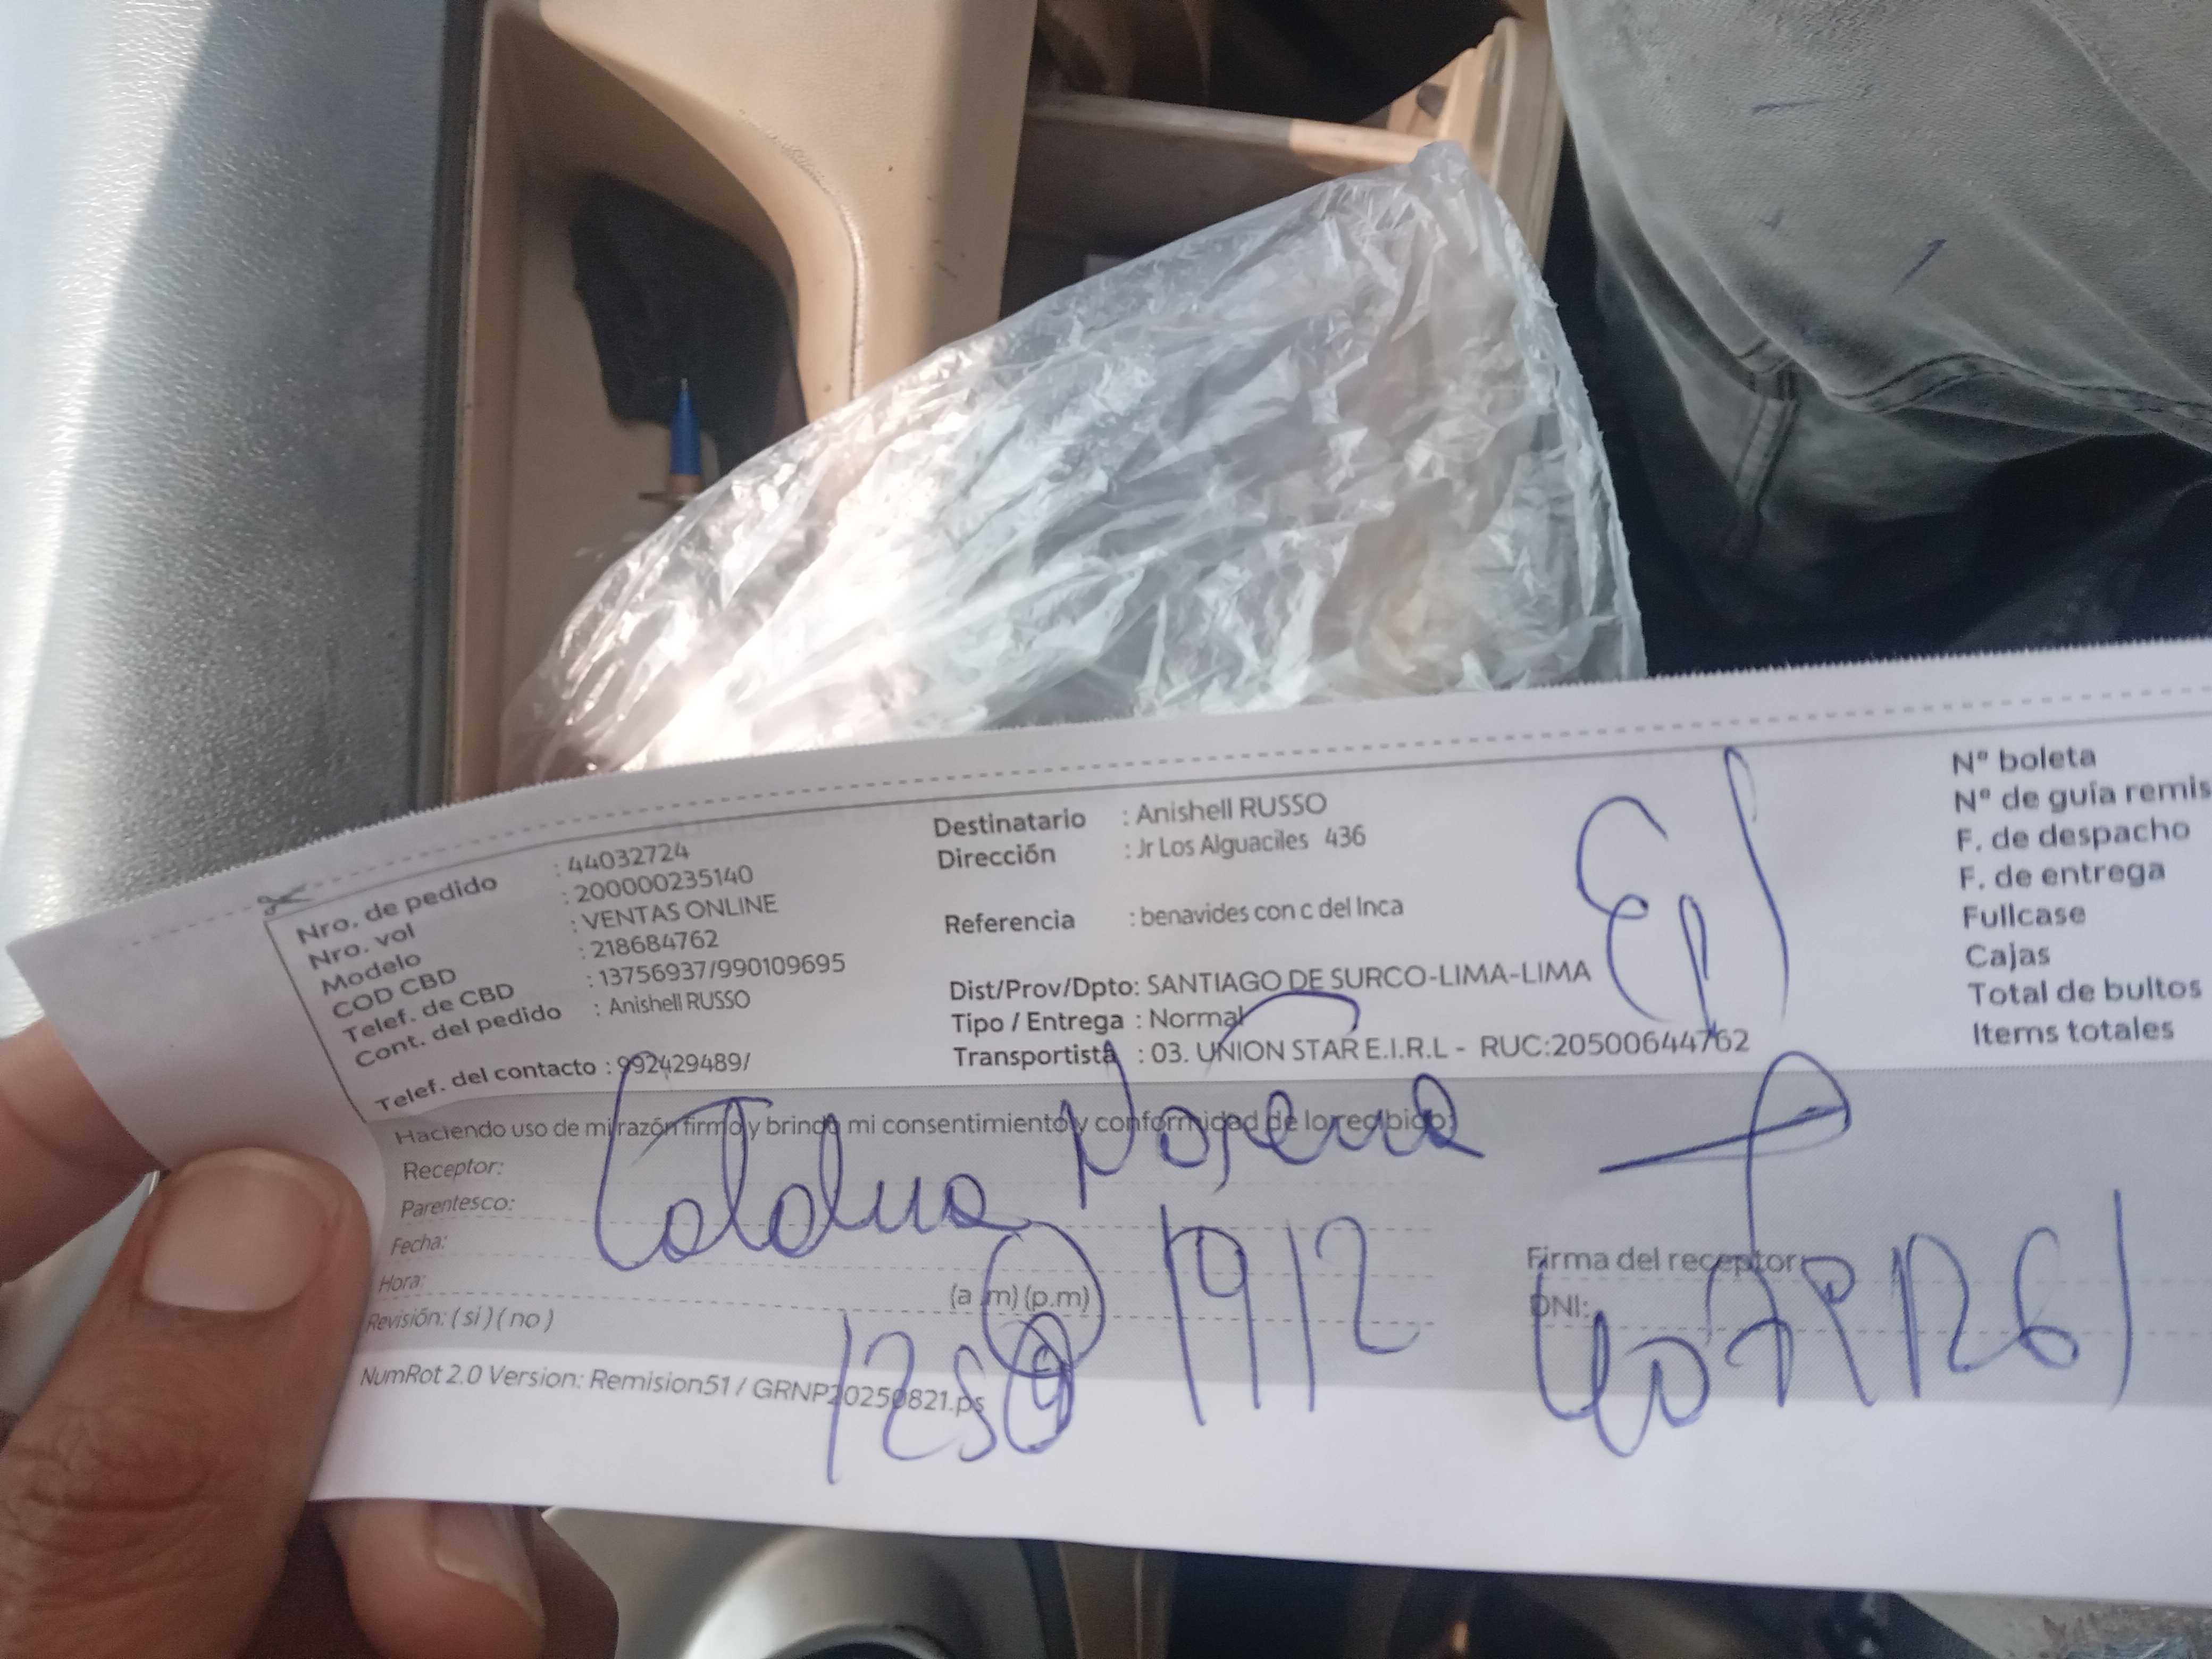 Nro. de pedido : 44032724
Nro. vol : 200000235140
Modelo : VENTAS ONLINE
COD CBD : 218684762
Telef. de CBD : 13756937/990109695
Cont. del pedido : Anishell RUSSO
Telef. del contacto : 992429489/
Destinatario : Anishell RUSSO
Dirección : Jr Los Alguaciles 436
Referencia : benavides con c del Inca
Dist/Prov/Dpto: SANTIAGO DE SURCO-LIMA-LIMA
Tipo / Entrega : Normal
Transportista : 03. UNION STAR E.I.R.L - RUC:20500644762
N° boleta
N° de guía remis
F. de despacho
F. de entrega
Fullcase
Cajas
Total de bultos
Items totales
Haciendo uso de mi razón firmo y brindo mi consentimiento y conformidad de lo recibido:
Receptor:
Parentesco:
Fecha:
Hora: (a.m) (p.m)
19/12
Revisión: ( si ) ( no )
Firma del receptor:
DNI:
NumRot 2.0 Version: Remision51 / GRNP20250821.ps